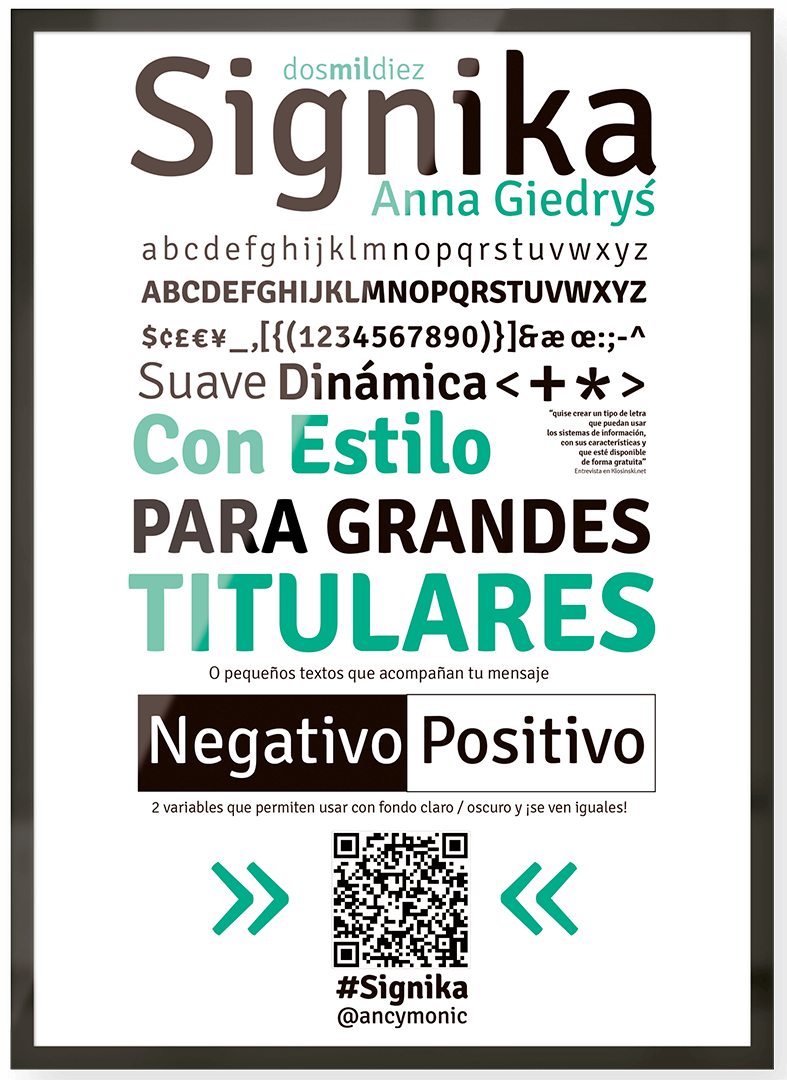 dosmildiez
Signika
Anna Giedryś
abcdefghijklmnopqrstuvwxyz
ABCDEFGHIJKLMNOPQRSTUVWXYZ
$¢£€¥_,[{(1234567890)}]&æœ:;-^
Suave Dinámica<+*>
"quise crear un tipo de letra
que puedan usar
los sistemas de información,
con sus características y
que esté disponible
de forma gratuita"
Entrevista en Klosinski.net
Con Estilo
PARA GRANDES
TITULARES
O pequeños textos que acompañan tu mensaje
Negativo Positivo
2 variables que permiten usar con fondo claro / oscuro y ¡se ven iguales!
» «
#Signika
@ancymonic